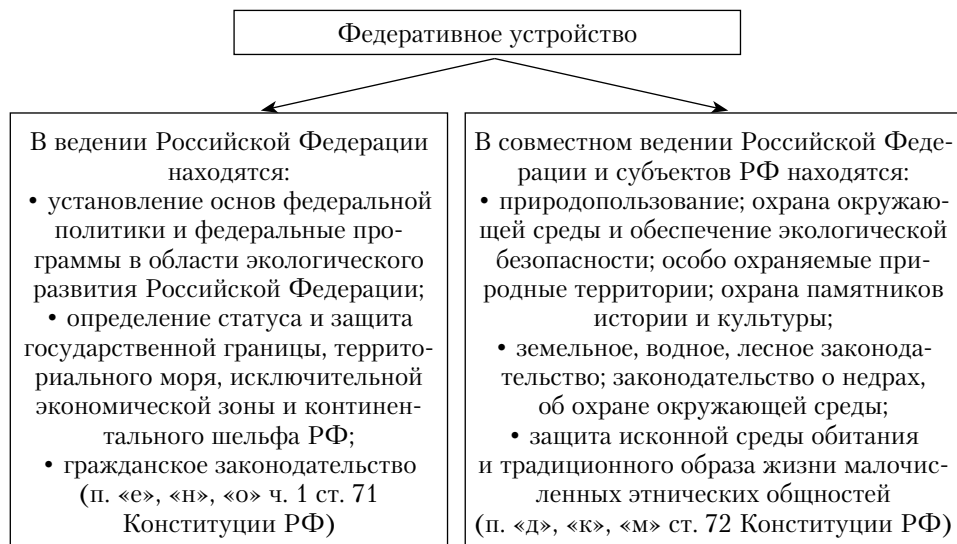 Федеративное устройство
В ведении Российской Федерации
находятся:
• установление основ федеральной
политики и федеральные про-
граммы в области экологического
развития Российской Федерации;
• определение статуса и защита
государственной границы, террито-
риального моря, исключительной
экономической зоны и континен-
тального шельфа РФ;
• гражданское законодательство
(п. «е», «н», «о» ч. 1 ст. 71
Конституции РФ)
В совместном ведении Российской Феде-
рации и субъектов РФ находятся:
• природопользование; охрана окружаю-
щей среды и обеспечение экологической
безопасности; особо охраняемые при-
родные территории; охрана памятников
истории и культуры;
• земельное, водное, лесное законода-
тельство; законодательство о недрах,
об охране окружающей среды;
• защита исконной среды обитания
и традиционного образа жизни малочис-
ленных этнических общностей
(п. «д», «к», «м» ст. 72 Конституции РФ)